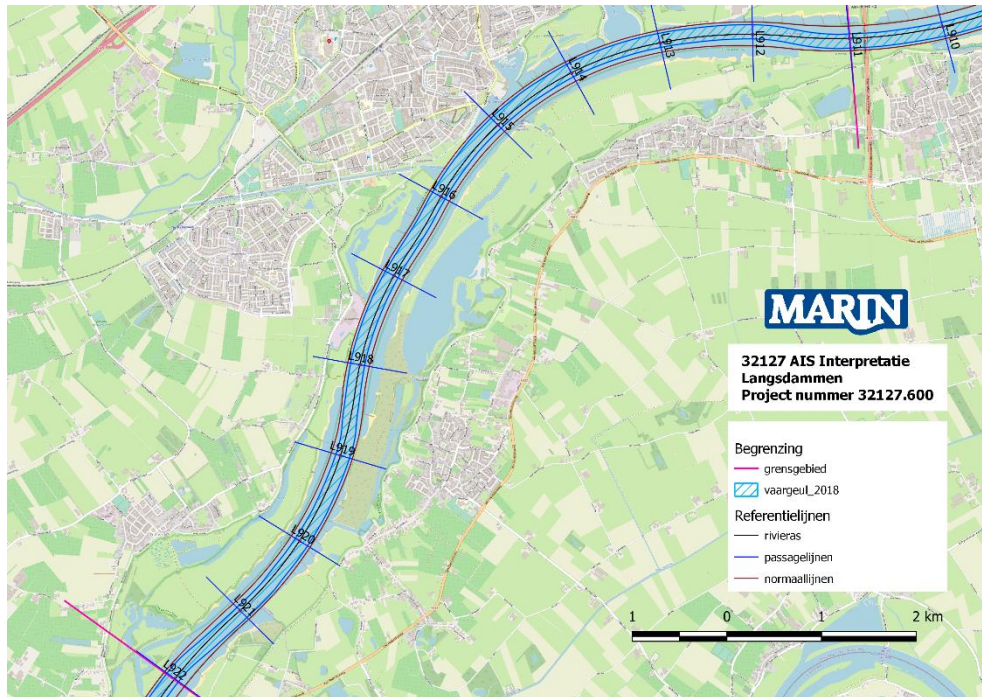 L910
L911
L912
L913
L914
L915
L916
L917
L918
L919
L920
L921
L922
MARIN
32127 AIS Interpretatie
Langsdammen
Project nummer 32127.600
Begrenzing
grensgebied
vaargeul_2018
Referentielijnen
rivieras
passagelijnen
normaallijnen
1 0 1 2 km